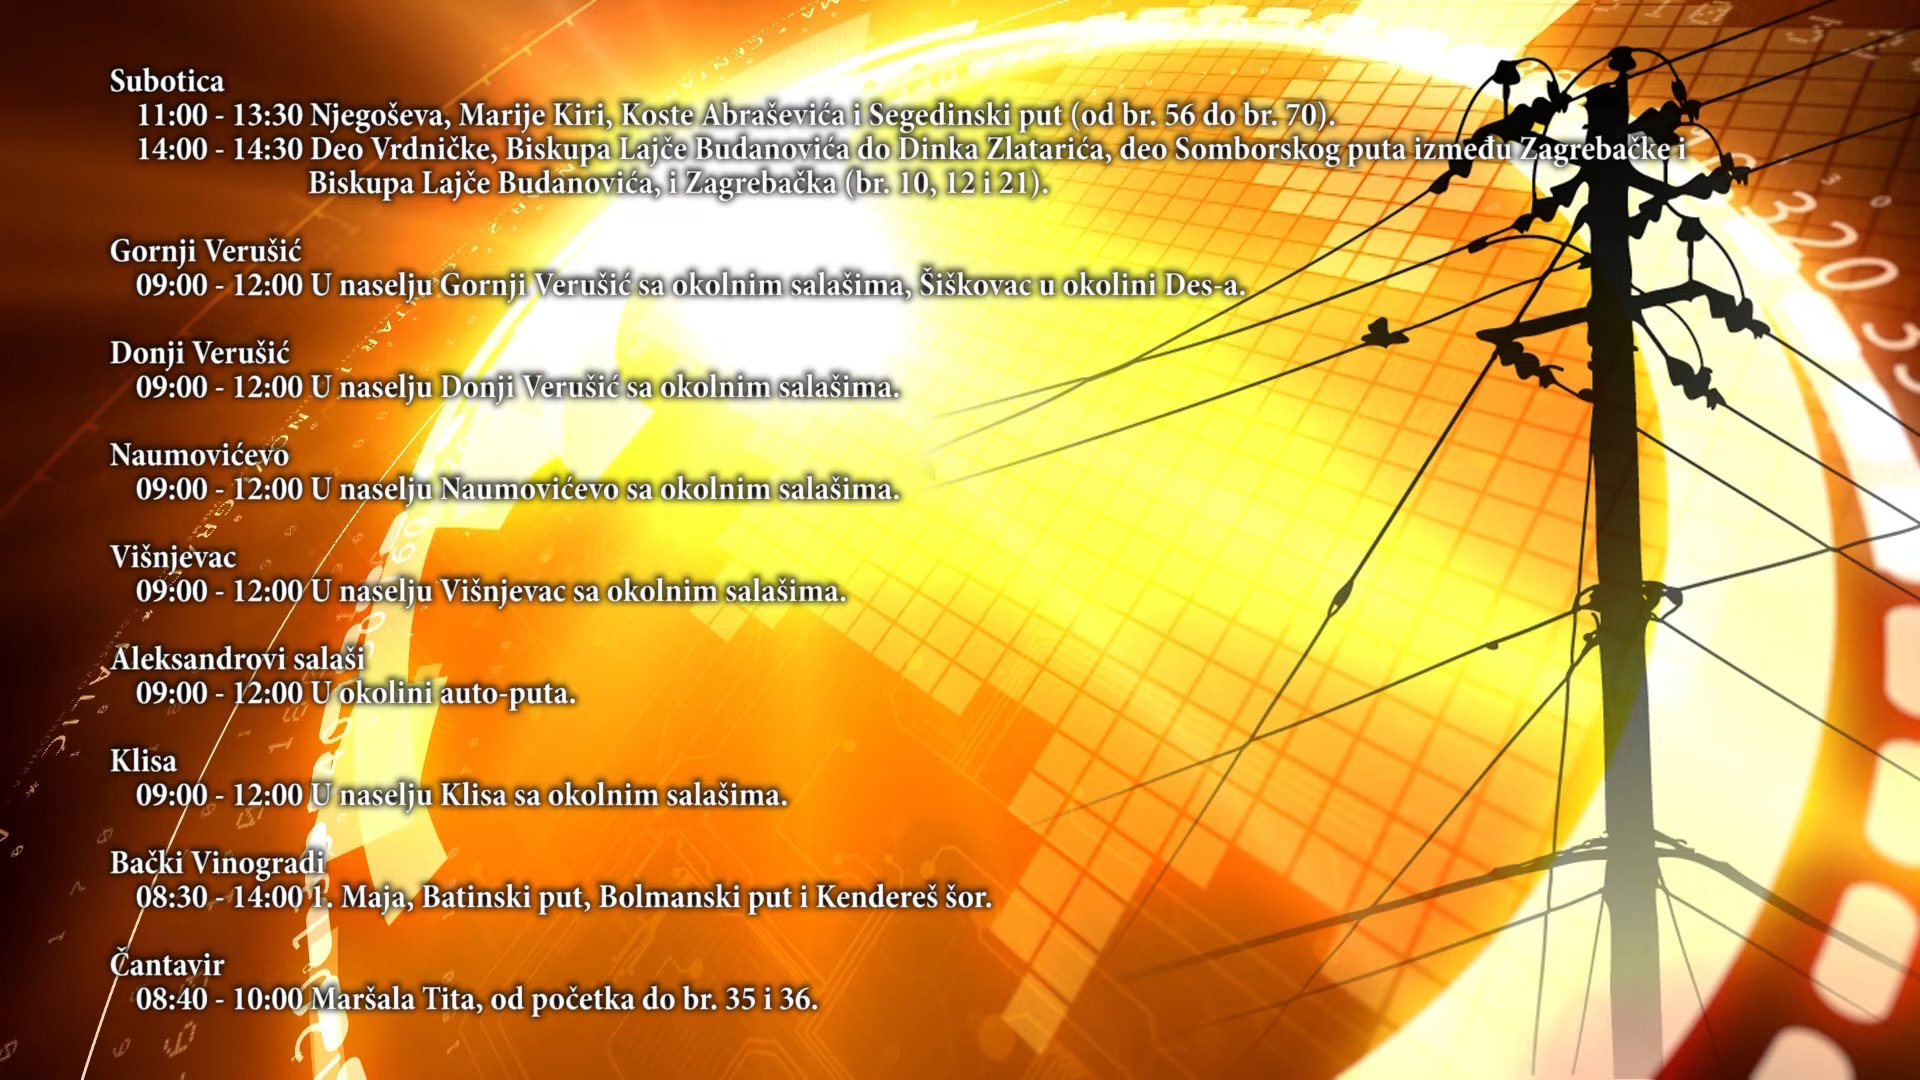 Subotica
11:00 - 13:30 Njegoševa, Marije Kiri, Koste Abraševića i Segedinski put (od br. 56 do br. 70).
14:00 - 14:30 Deo Vrdničke, Biskupa Lajče Budanovića do Dinka Zlatarića, deo Somborskog puta između Zagrebačke i
Biskupa Lajče Budanovića, i Zagrebačka (br. 10, 12 i 21).
Gornji Verušić
09:00 - 12:00 U naselju Gornji Verušić sa okolnim salašima, Šiškovac u okolini Des-a.
Donji Verušić
09:00 - 12:00 U naselju Donji Verušić sa okolnim salašima.
Naumovićevo
09:00 - 12:00 U naselju Naumovićevo sa okolnim salašima.
Višnjevac
09:00 - 12:00 U naselju Višnjevac sa okolnim salašima.
Aleksandrovi salaši
09:00 - 12:00 U okolini auto-puta.
Klisa
09:00 - 12:00 U naselju Klisa sa okolnim salašima.
Bački Vinogradi
08:30 - 14:00 1. Maja, Batinski put, Bolmanski put i Kendereš šor.
Čantavir
08:40 - 10:00 Maršala Tita, od početka do br. 35 i 36.